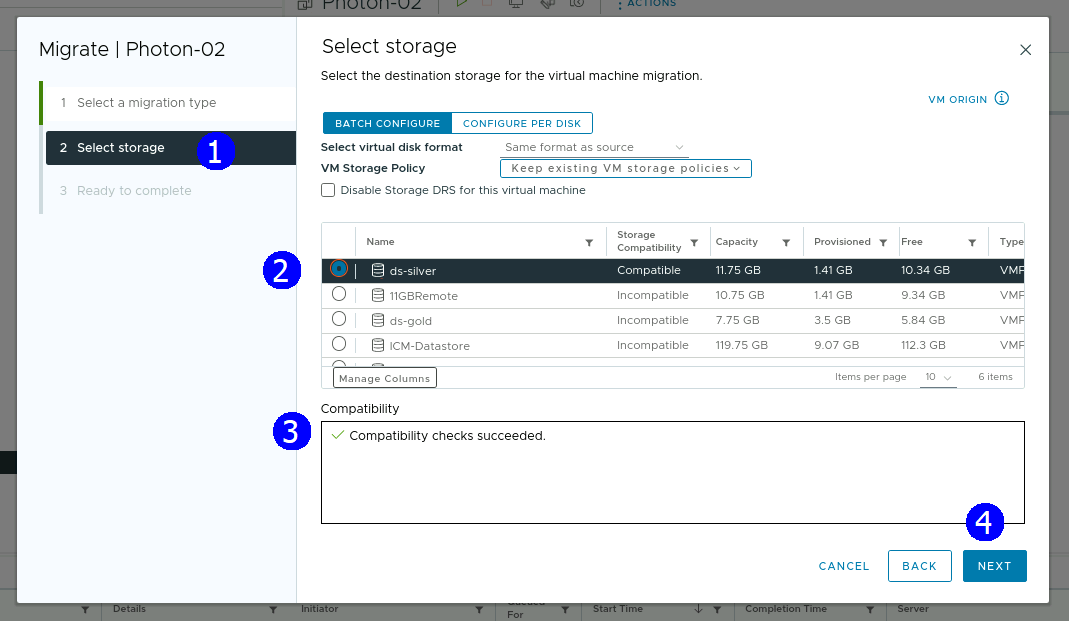 Photon-02
ACTIONS
Migrate | Photon-02
1 Select a migration type
2 Select storage
1
3 Ready to complete
Select storage
Select the destination storage for the virtual machine migration.
VM ORIGIN
BATCH CONFIGURE CONFIGURE PER DISK
Select virtual disk format Same format as source
VM Storage Policy Keep existing VM storage policies
Disable Storage DRS for this virtual machine
Name Storage Compatibility Capacity Provisioned Free Type
2
ds-silver Compatible 11.75 GB 1.41 GB 10.34 GB VMF
11GBRemote Incompatible 10.75 GB 1.41 GB 9.34 GB VMF
ds-gold Incompatible 7.75 GB 3.5 GB 5.84 GB VMF
ICM-Datastore Incompatible 119.75 GB 9.07 GB 112.3 GB VMF
Manage Columns Items per page 10 6 items
Compatibility
3
Compatibility checks succeeded.
4
CANCEL BACK NEXT
Details Initiator Queued For Start Time Completion Time Server